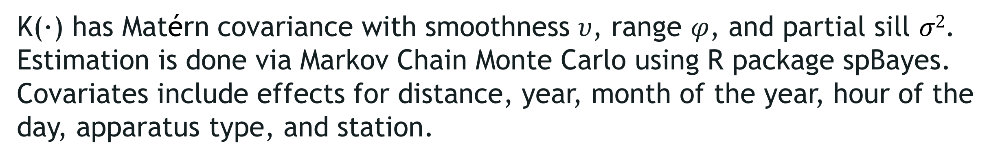 K(·) has Matérn covariance with smoothness 𝜐, range 𝜑, and partial sill 𝜎².
Estimation is done via Markov Chain Monte Carlo using R package spBayes.
Covariates include effects for distance, year, month of the year, hour of the
day, apparatus type, and station.